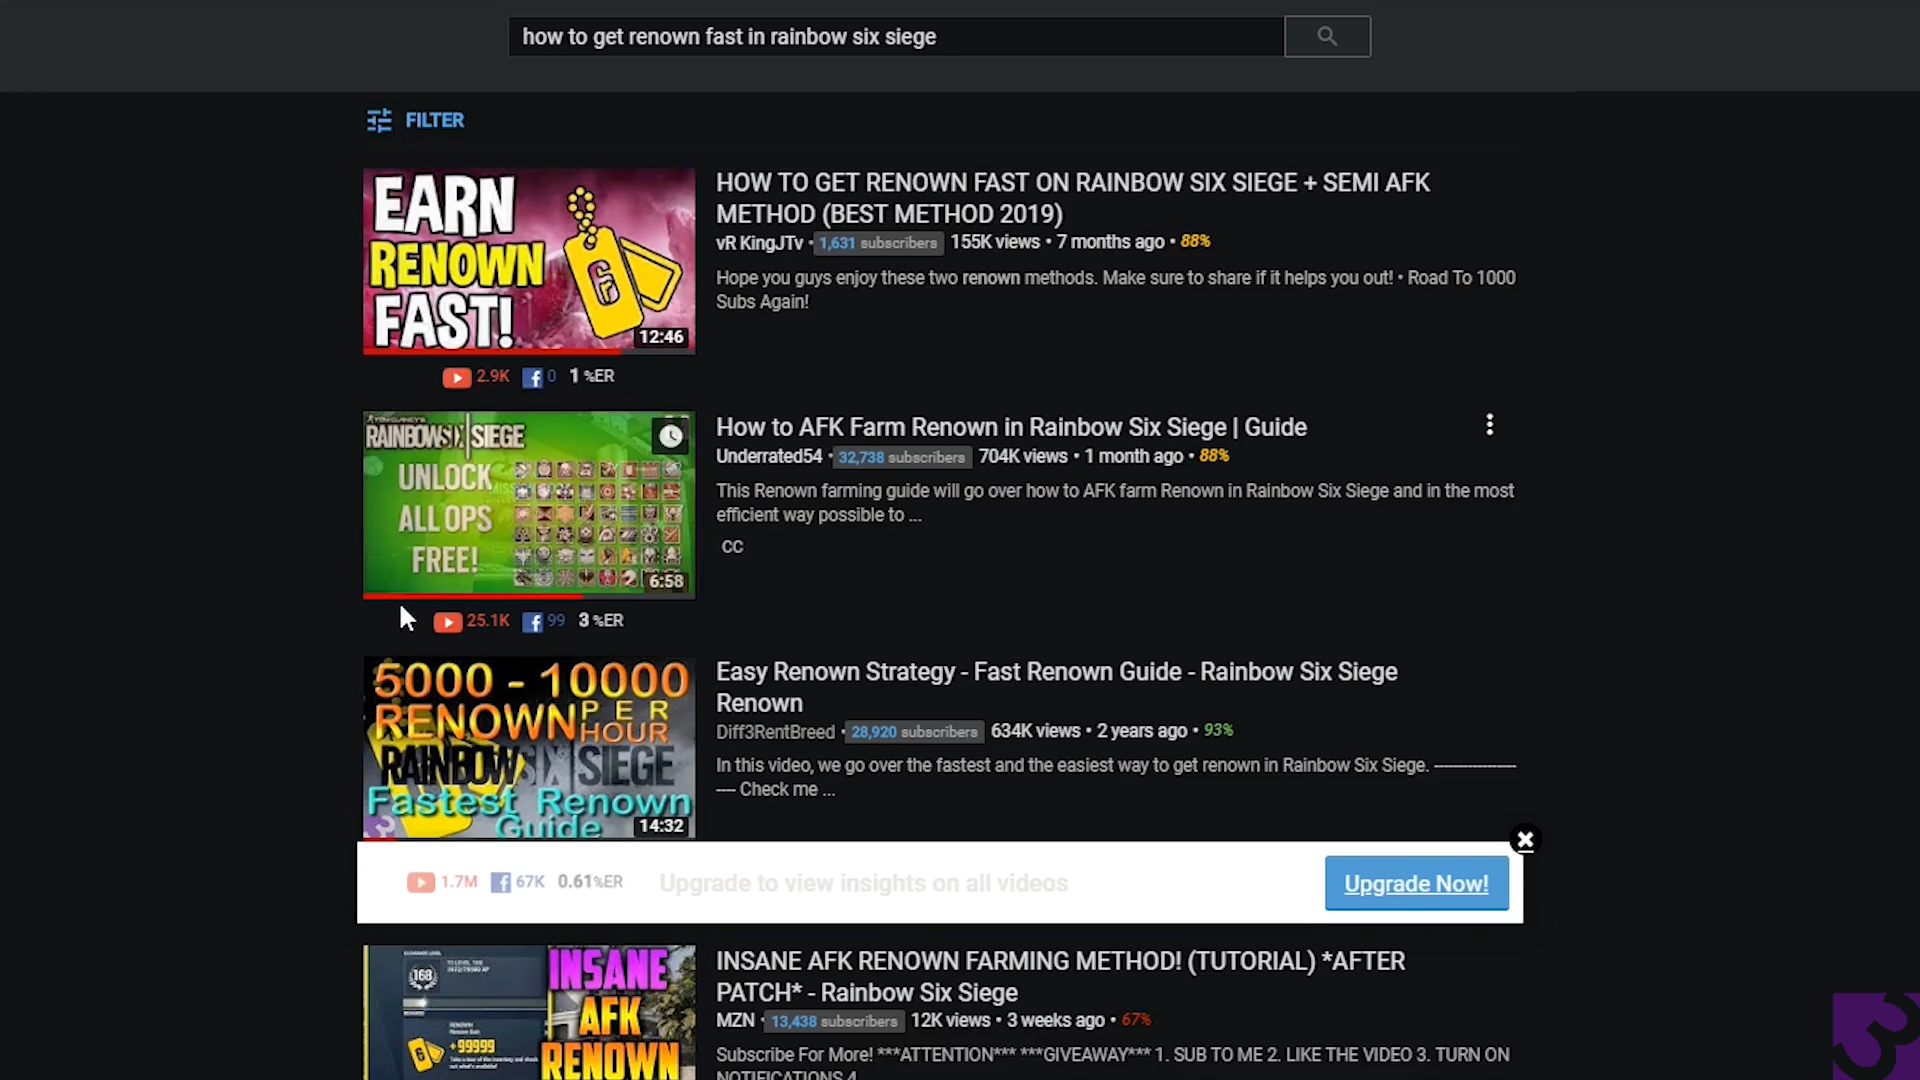 how to get renown fast in rainbow six siege
FILTER
EARN
RENOWN
FAST!
12:46
HOW TO GET RENOWN FAST ON RAINBOW SIX SIEGE + SEMI AFK
METHOD (BEST METHOD 2019)
vR KingJTv • 1,631 subscribers 155K views • 7 months ago • 88%
Hope you guys enjoy these two renown methods. Make sure to share if it helps you out! • Road To 1000
Subs Again!
2.9K 0 1 %ER
RAINBOW SIX | SIEGE
UNLOCK
ALL OPS
FREE!
6:58
How to AFK Farm Renown in Rainbow Six Siege | Guide
Underrated54 • 32,738 subscribers 704K views • 1 month ago • 88%
This Renown farming guide will go over how to AFK farm Renown in Rainbow Six Siege and in the most
efficient way possible to ...
CC
25.1K 99 3 %ER
5000 - 10000
RENOWN PER
HOUR
RAINBOW SIX | SIEGE
Fastest Renown
Guide
14:32
Easy Renown Strategy - Fast Renown Guide - Rainbow Six Siege
Renown
Diff3RentBreed • 28,920 subscribers 634K views • 2 years ago • 93%
In this video, we go over the fastest and the easiest way to get renown in Rainbow Six Siege. -----------------
---- Check me ...
1.7M 67K 0.61%ER Upgrade to view insights on all videos Upgrade Now!
168
RENOWN
+99999
INSANE
AFK
RENOWN
INSANE AFK RENOWN FARMING METHOD! (TUTORIAL) *AFTER
PATCH* - Rainbow Six Siege
MZN • 13,438 subscribers 12K views • 3 weeks ago • 67%
Subscribe For More! ***ATTENTION*** ***GIVEAWAY*** 1. SUB TO ME 2. LIKE THE VIDEO 3. TURN ON
NOTIFICATIONS 4